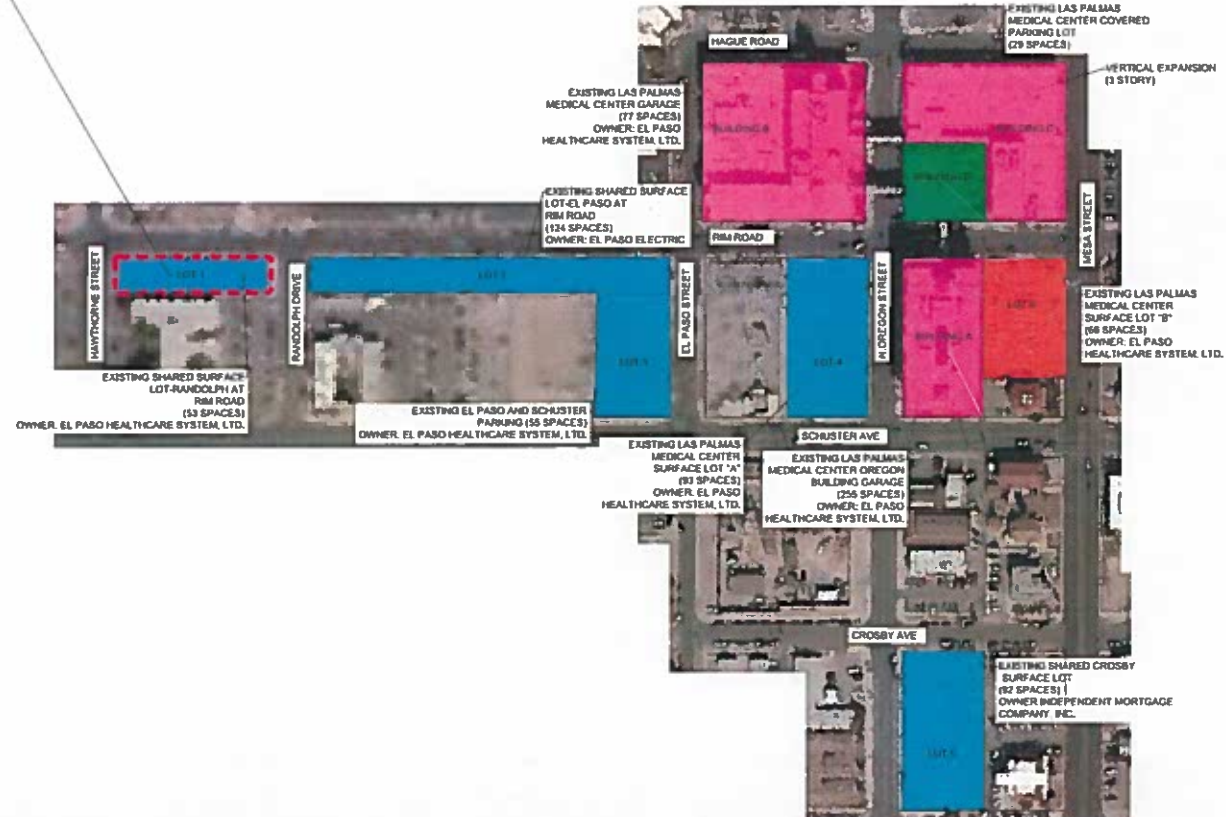 EXISTING LAS PALMAS
MEDICAL CENTER COVERED
PARKING LOT
(29 SPACES)
HAGUE ROAD
VERTICAL EXPANSION
(3 STORY)
EXISTING LAS PALMAS
MEDICAL CENTER GARAGE
(77 SPACES)
OWNER: EL PASO
HEALTHCARE SYSTEM, LTD.
BUILDING B
BUILDING C
EXISTING SHARED SURFACE
LOT-EL PASO AT
RIM ROAD
(124 SPACES)
OWNER: EL PASO ELECTRIC
RIM ROAD
MESA STREET
HAWTHORNE STREET
LOT 1
RANDOLPH DRIVE
LOT 2
EL PASO STREET
N.OREGON STREET
EXISTING LAS PALMAS
MEDICAL CENTER
SURFACE LOT "B"
(66 SPACES)
OWNER: EL PASO
HEALTHCARE SYSTEM, LTD.
LOT 3
LOT 4
BUILDING A
EXISTING SHARED SURFACE
LOT-RANDOLPH AT
RIM ROAD
(53 SPACES)
OWNER: EL PASO HEALTHCARE SYSTEM, LTD.
EXISTING EL PASO AND SCHUSTER
PARKING (55 SPACES)
OWNER: EL PASO HEALTHCARE SYSTEM, LTD.
SCHUSTER AVE
EXISTING LAS PALMAS
MEDICAL CENTER
SURFACE LOT "A"
(93 SPACES)
OWNER: EL PASO
HEALTHCARE SYSTEM, LTD.
EXISTING LAS PALMAS
MEDICAL CENTER OREGON
BUILDING GARAGE
(255 SPACES)
OWNER: EL PASO
HEALTHCARE SYSTEM, LTD.
CROSBY AVE
EXISTING SHARED CROSBY
SURFACE LOT
(92 SPACES)
OWNER INDEPENDENT MORTGAGE
COMPANY, INC.